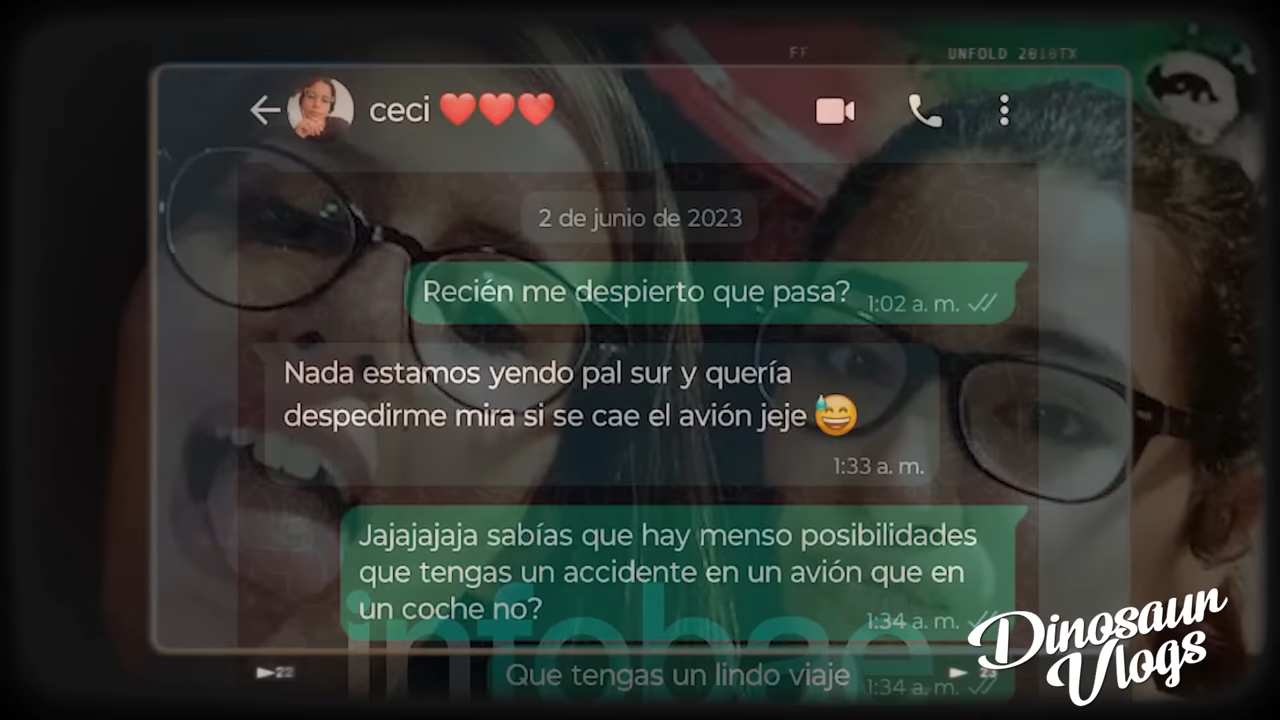 FF
UNFOLD 2018TX
ceci ❤️❤️❤️
2 de junio de 2023
Recién me despierto que pasa?
1:02 a. m.
Nada estamos yendo pal sur y quería
despedirme mira si se cae el avión jeje 😅
1:33 a. m.
Jajajajaja sabías que hay menso posibilidades
que tengas un accidente en un avión que en
un coche no?
1:34 a. m.
infobae
Que tengas un lindo viaje
1:34 a. m.
22
23
Dinosaun
Vlogs